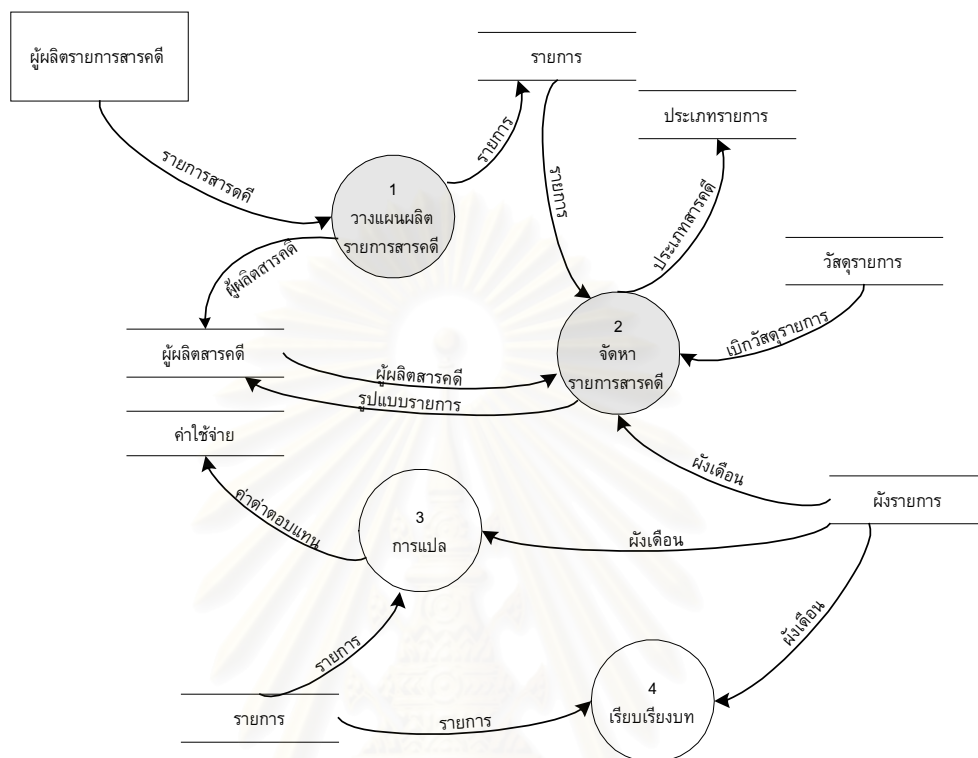 ผู้ผลิตรายการสารคดี
รายการ
ประเภทรายการ
รายการสารดคี
รายการ
รายการ
ประเภทสารคดี
1
วางแผนผลิต
รายการสารคดี
ผู้ผลิตสารคดี
วัสดุรายการ
เบิกวัสดุรายการ
2
จัดหา
รายการสารคดี
ผู้ผลิตสารคดี
ผู้ผลิตสารคดี
รูปแบบรายการ
ค่าใช้จ่าย
ผังเดือน
ผังรายการ
ค่าด่าตอบแทน
3
การแปล
ผังเดือน
ผังเดือน
รายการ
4
เรียบเรียงบท
รายการ
รายการ